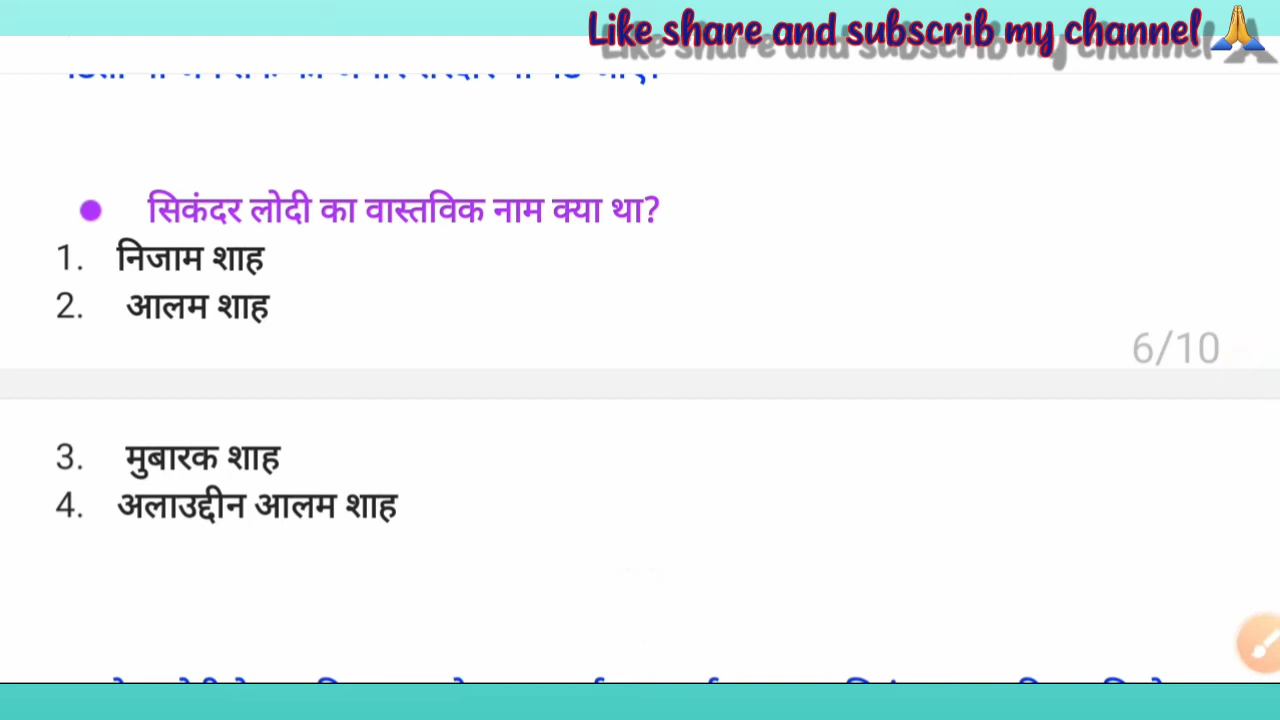 Like share and subscrib my channel 🙏
● सिकंदर लोदी का वास्तविक नाम क्या था?
1. निजाम शाह
2. आलम शाह
6/10
3. मुबारक शाह
4. अलाउद्दीन आलम शाह